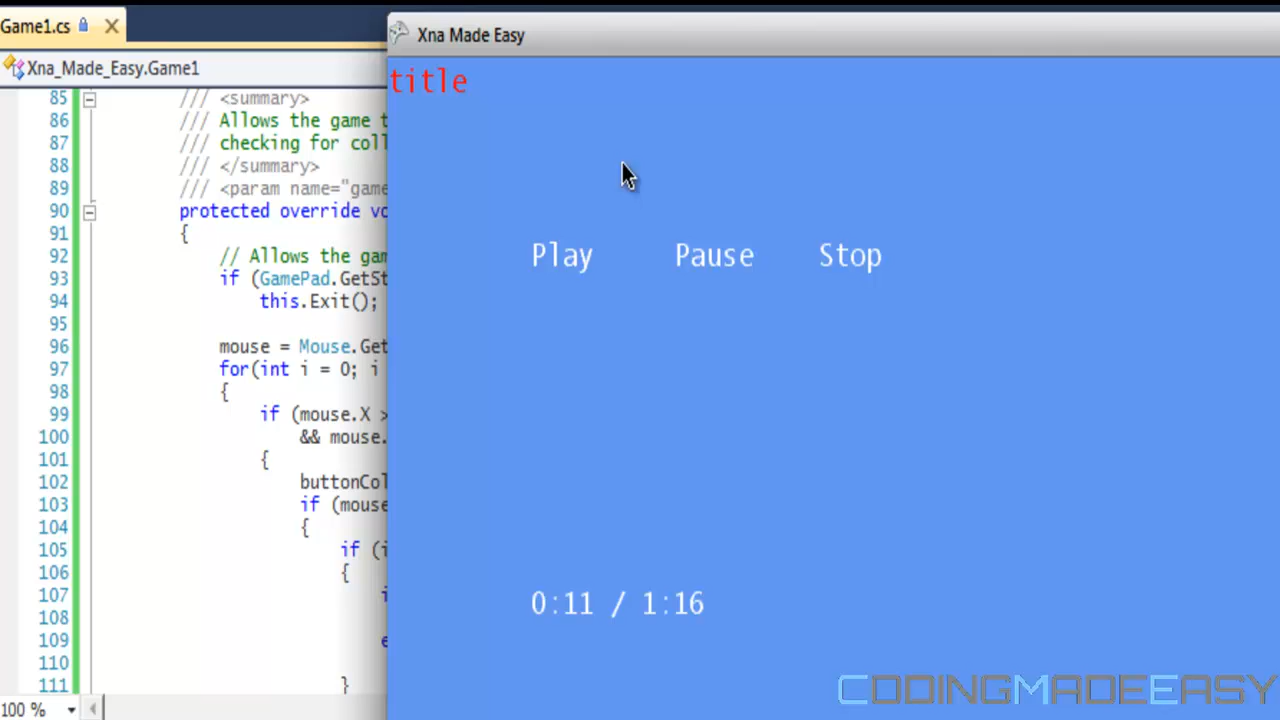 Game1.cs
Xna_Made_Easy.Game1
85 /// <summary>
86 /// Allows the game t
87 /// checking for coll
88 /// </summary>
89 /// <param name="game
90 protected override vo
91 {
92 // Allows the gam
93 if (GamePad.GetSt
94 this.Exit();
95
96 mouse = Mouse.Get
97 for(int i = 0; i
98 {
99 if (mouse.X >
100 && mouse.
101 {
102 buttonCol
103 if (mouse
104 {
105 if (i
106 {
107 i
108
109 e
110
111 }
100 %
Xna Made Easy
title
Play Pause Stop
0:11 / 1:16
CODINGMADEEASY